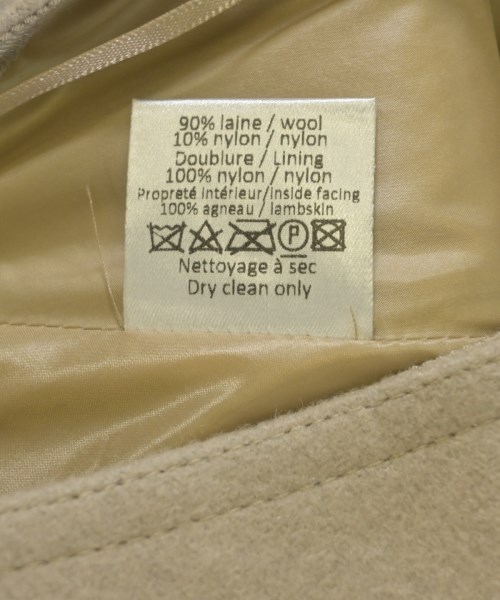 90% laine / wool
10% nylon / nylon
Doublure / Lining
100% nylon / nylon
Propreté intérieur/inside facing
100% agneau / lambskin
P
Nettoyage à sec
Dry clean only